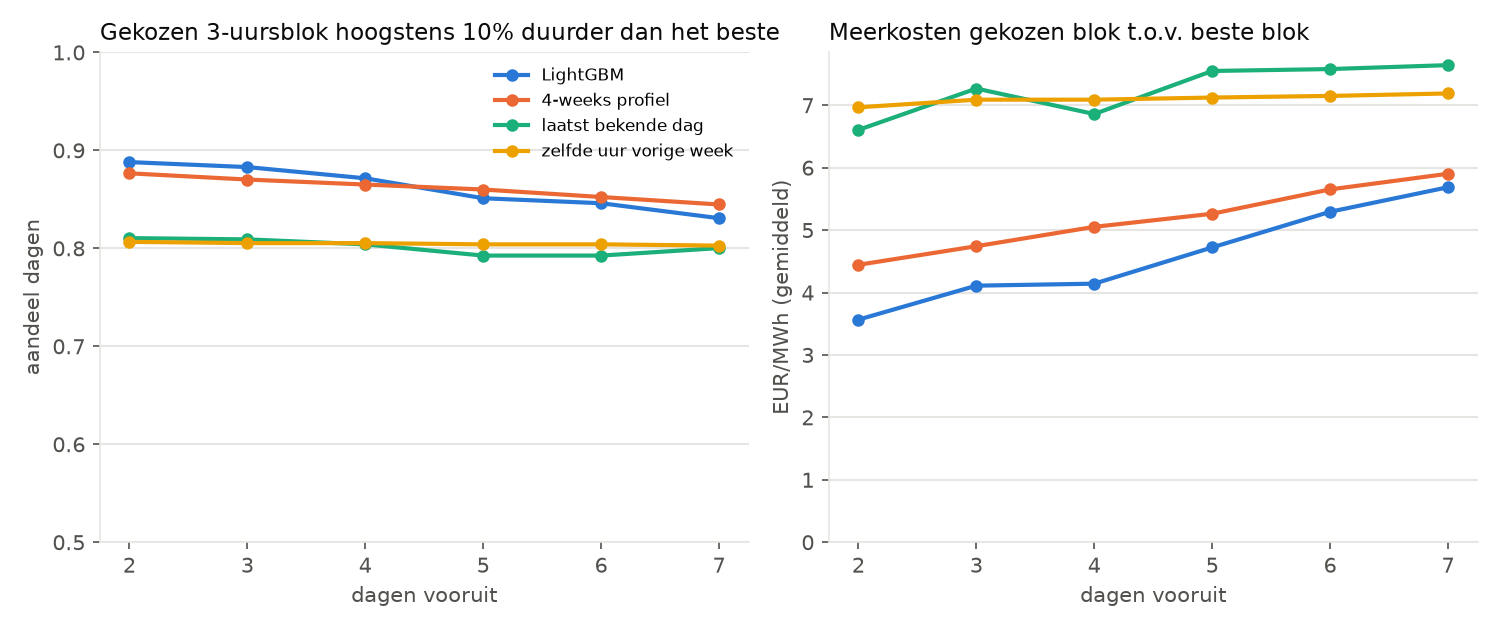 Gekozen 3-uursblok hoogstens 10% duurder dan het beste
1.0
0.9
0.8
0.7
0.6
0.5
aandeel dagen
LightGBM
4-weeks profiel
laatst bekende dag
zelfde uur vorige week
2 3 4 5 6 7
dagen vooruit
Meerkosten gekozen blok t.o.v. beste blok
7
6
5
4
3
2
1
0
EUR/MWh (gemiddeld)
2 3 4 5 6 7
dagen vooruit